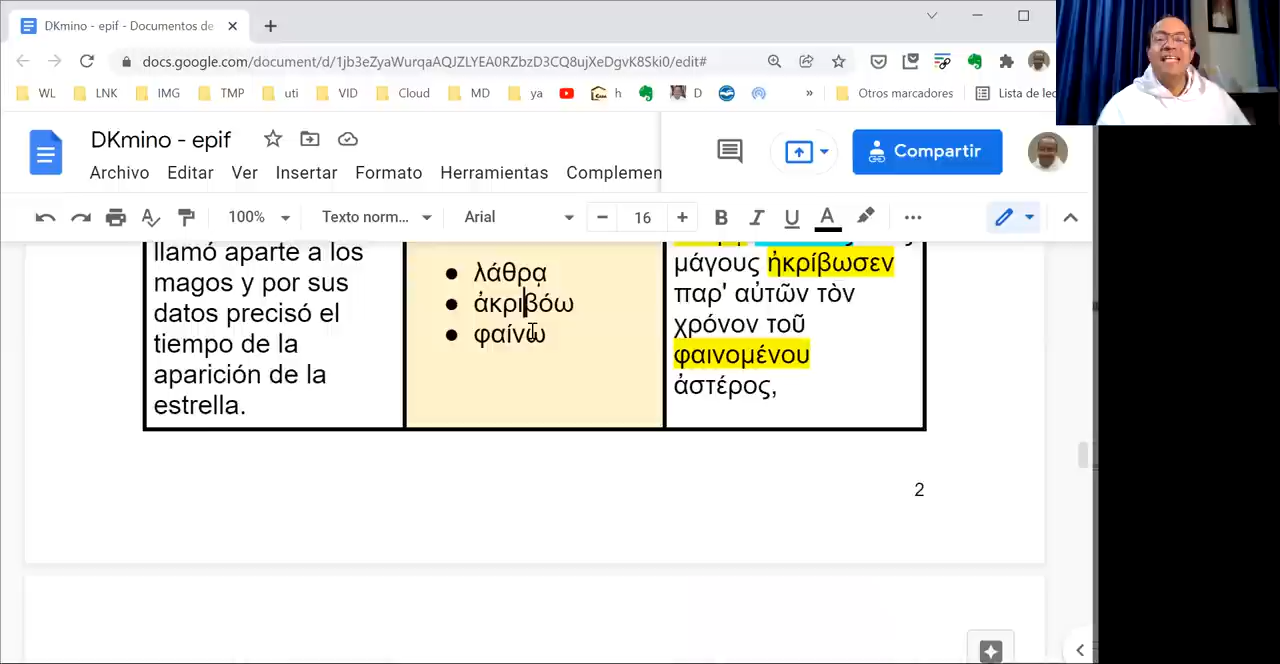 DKmino - epif - Documentos de
docs.google.com/document/d/1jb3eZyaWurqaAQJZLYEA0RZbzD3CQ8ujXeDgvK8Ski0/edit#
WL LNK IMG TMP uti VID Cloud MD ya h D » Otros marcadores Lista de lec
DKmino - epif
Compartir
Archivo Editar Ver Insertar Formato Herramientas Complemen
100% Texto norm... Arial 16 B I U A
llamó aparte a los
magos y por sus
datos precisó el
tiempo de la
aparición de la
estrella.
λάθρᾳ
ἀκριβόω
φαίνω
μάγους ἠκρίβωσεν
παρ' αὐτῶν τὸν
χρόνον τοῦ
φαινομένου
ἀστέρος,
2